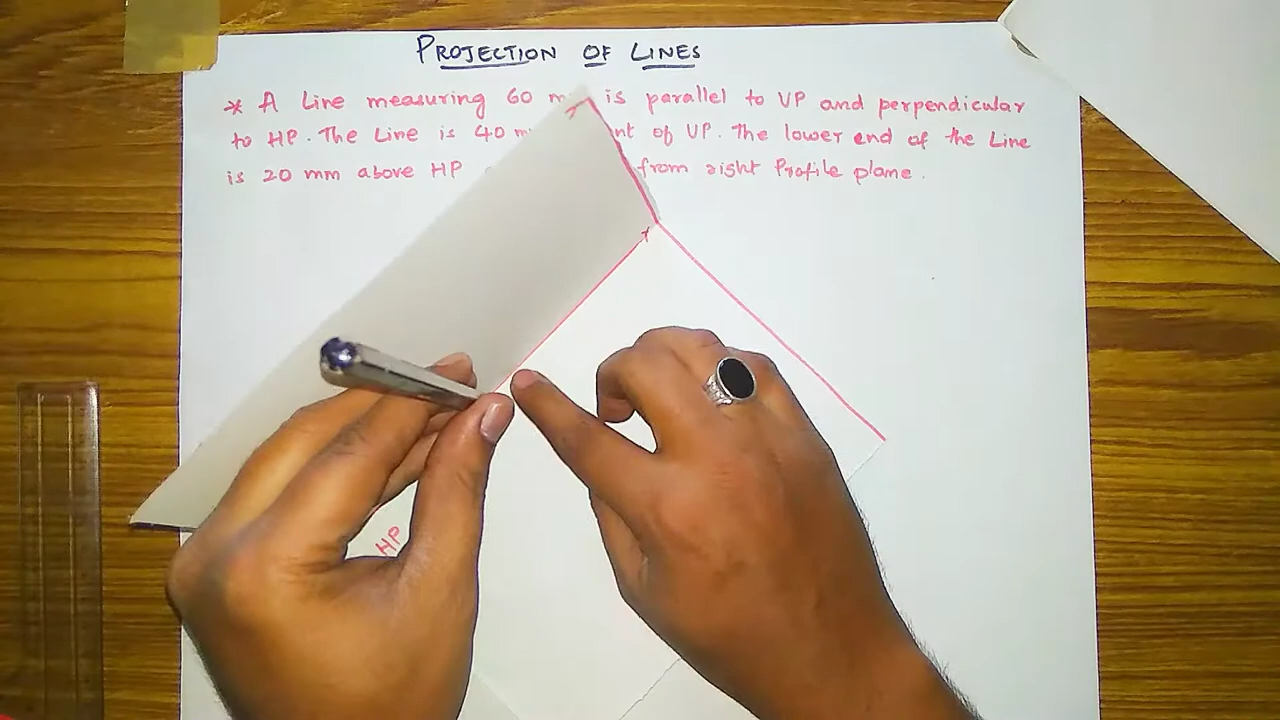 PROJECTION OF LINES
* A Line measuring 60 m is parallel to VP and perpendicular
to HP. The Line is 40 m nt of VP. The lower end of the Line
is 20 mm above HP from right Profile plane.
X
Y
HP